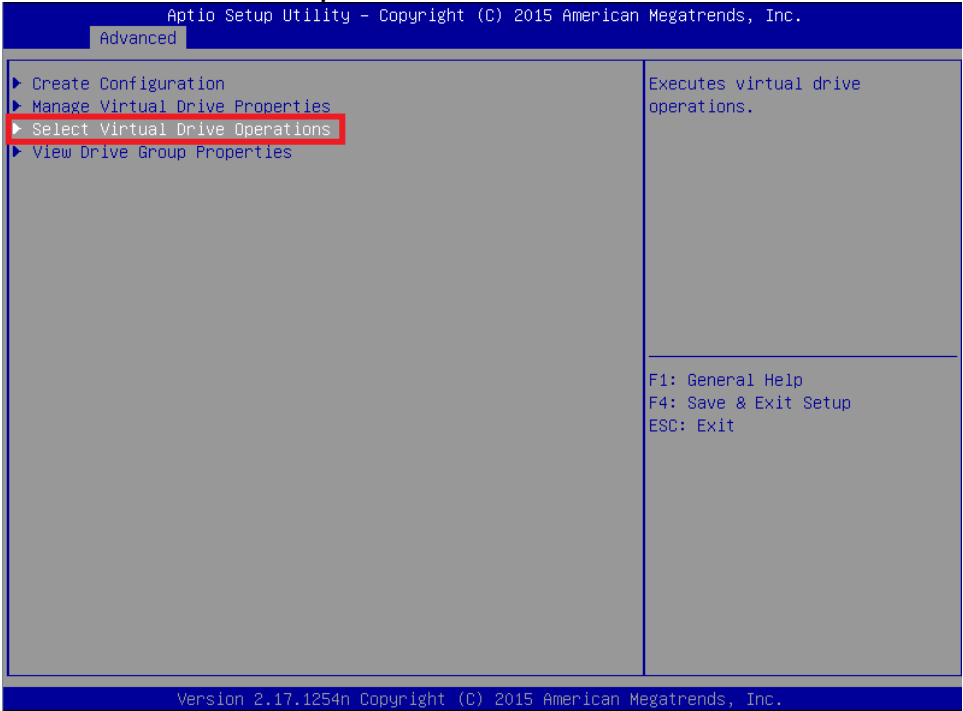 Aptio Setup Utility – Copyright (C) 2015 American Megatrends, Inc.
Advanced
Create Configuration
Manage Virtual Drive Properties
Select Virtual Drive Operations
View Drive Group Properties
Executes virtual drive
operations.
F1: General Help
F4: Save & Exit Setup
ESC: Exit
Version 2.17.1254n Copyright (C) 2015 American Megatrends, Inc.